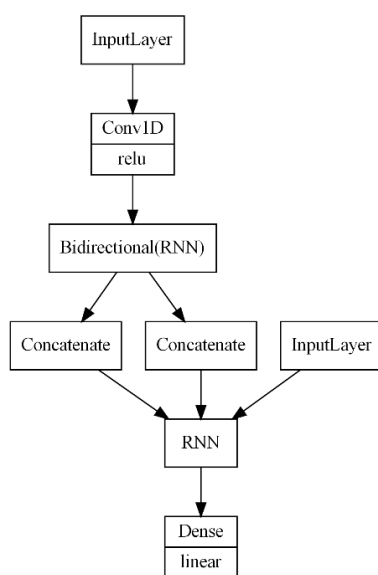 InputLayer
Conv1D
relu
Bidirectional(RNN)
Concatenate
Concatenate
InputLayer
RNN
Dense
linear